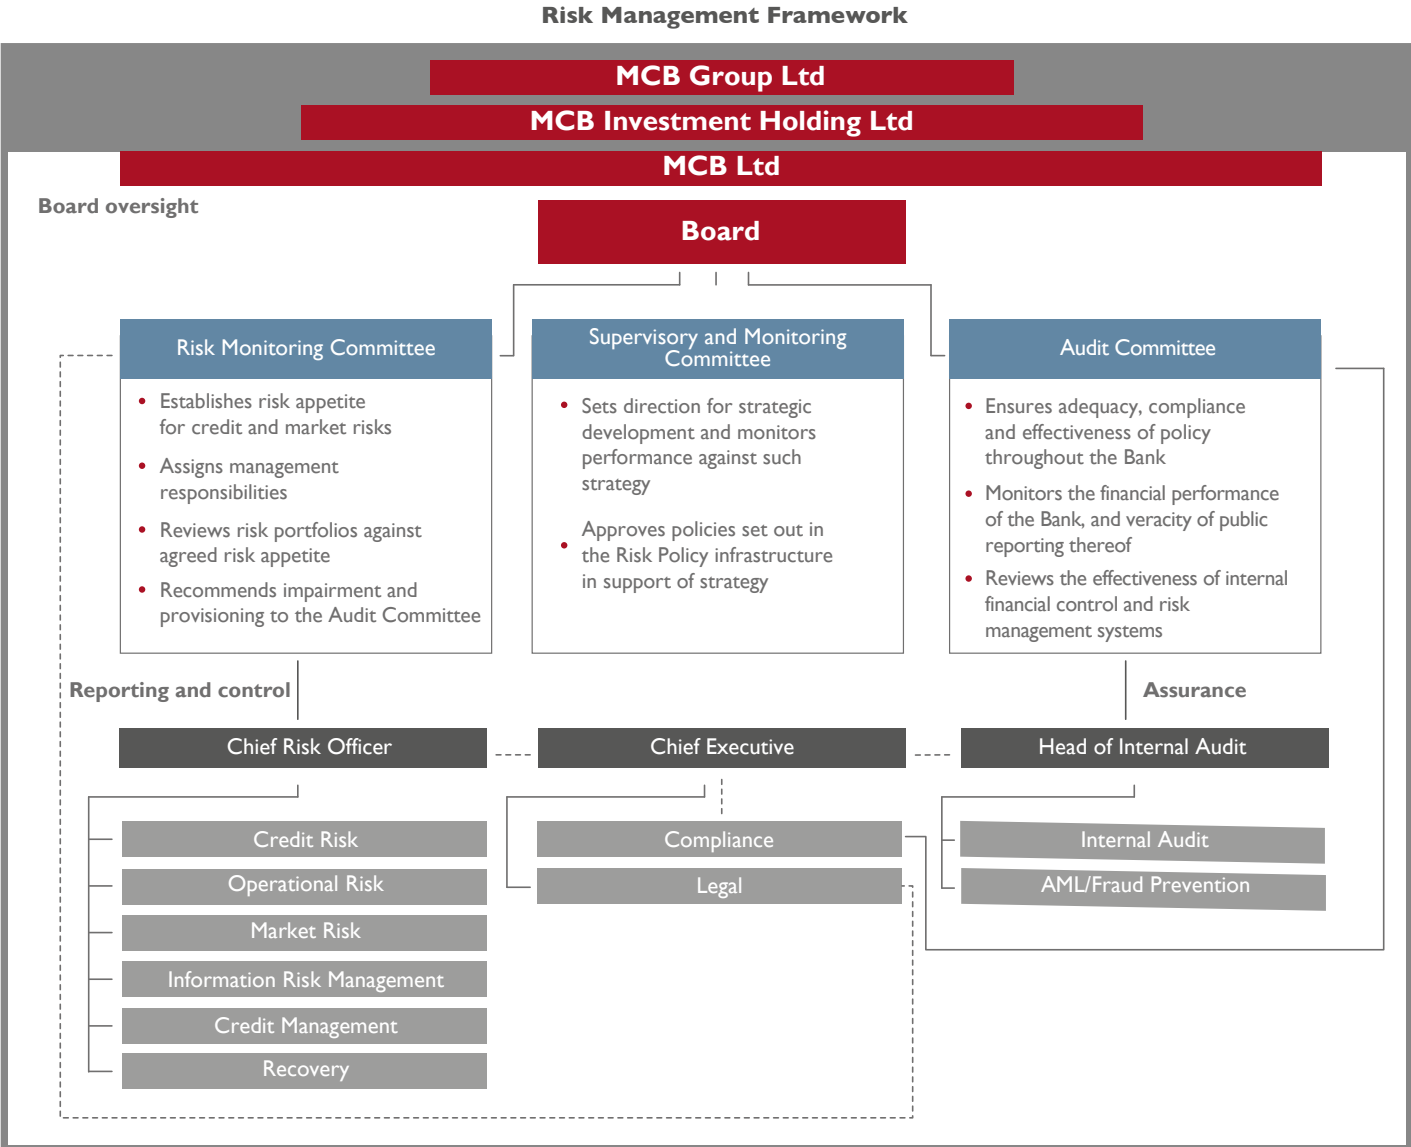 Risk Management Framework
MCB Group Ltd
MCB Investment Holding Ltd
MCB Ltd
Board oversight
Board
Risk Monitoring Committee
• Establishes risk appetite
for credit and market risks
• Assigns management
responsibilities
• Reviews risk portfolios against
agreed risk appetite
• Recommends impairment and
provisioning to the Audit Committee
Supervisory and Monitoring
Committee
• Sets direction for strategic
development and monitors
performance against such
strategy
• Approves policies set out in
the Risk Policy infrastructure
in support of strategy
Audit Committee
• Ensures adequacy, compliance
and effectiveness of policy
throughout the Bank
• Monitors the financial performance
of the Bank, and veracity of public
reporting thereof
• Reviews the effectiveness of internal
financial control and risk
management systems
Reporting and control
Assurance
Chief Risk Officer
Chief Executive
Head of Internal Audit
Credit Risk
Operational Risk
Market Risk
Information Risk Management
Credit Management
Recovery
Compliance
Legal
Internal Audit
AML/Fraud Prevention